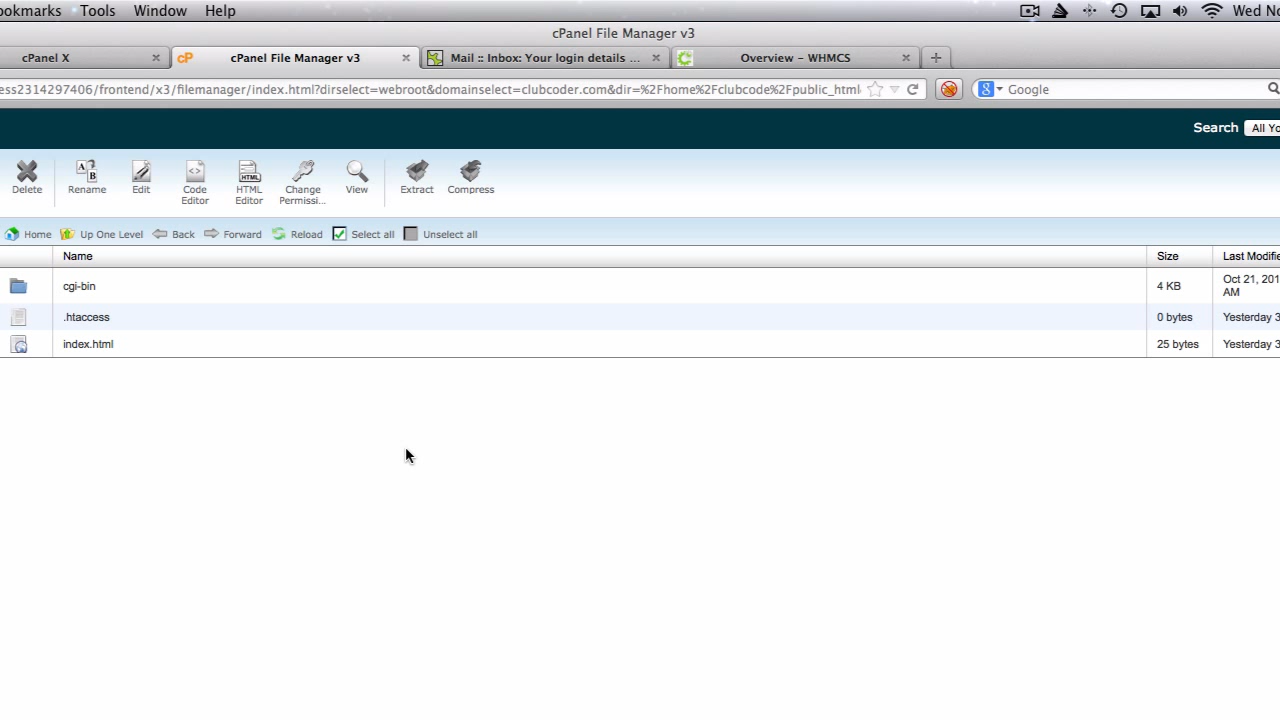 ookmarks Tools Window Help Wed No
cPanel File Manager v3
cPanel X cPanel File Manager v3 Mail :: Inbox: Your login details ... Overview - WHMCS
ess2314297406/frontend/x3/filemanager/index.html?dirselect=webroot&domainselect=clubcoder.com&dir=%2Fhome%2Fclubcode%2Fpublic_html Google
Search All Yo
Delete Rename Edit Code Editor HTML Editor Change Permissi... View Extract Compress
Home Up One Level Back Forward Reload Select all Unselect all
Name Size Last Modifie
cgi-bin 4 KB Oct 21, 201
AM
.htaccess 0 bytes Yesterday 3
index.html 25 bytes Yesterday 3